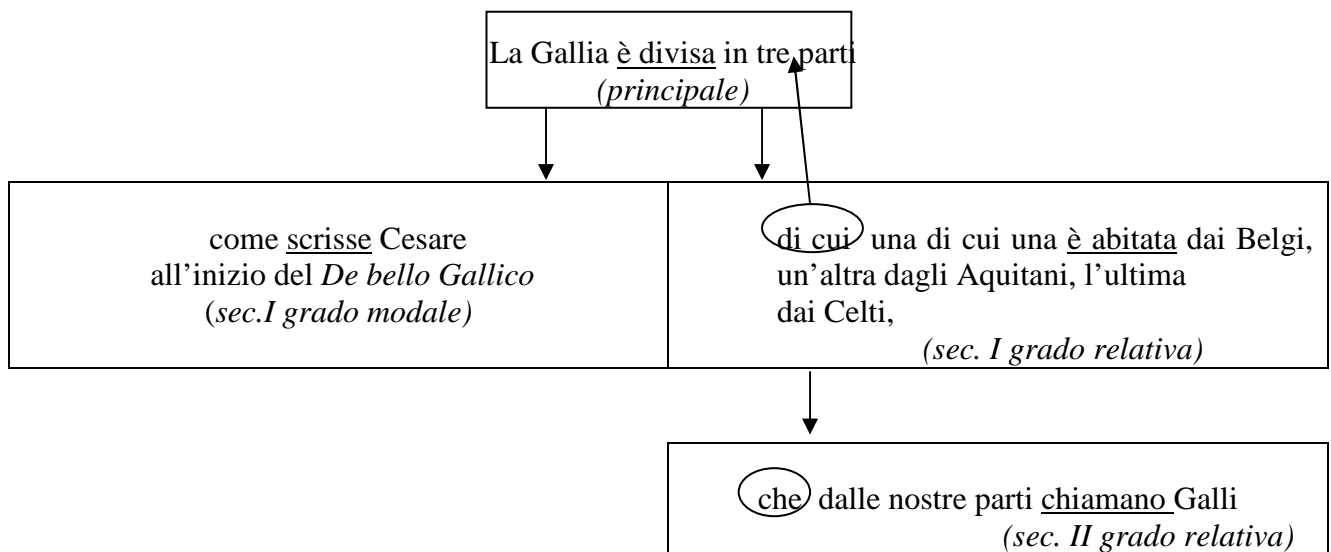 La Gallia è divisa in tre parti
(principale)
come scrisse Cesare
all’inizio del De bello Gallico
(sec.I grado modale)
di cui una di cui una è abitata dai Belgi,
un’altra dagli Aquitani, l’ultima
dai Celti,
(sec. I grado relativa)
che dalle nostre parti chiamano Galli
(sec. II grado relativa)